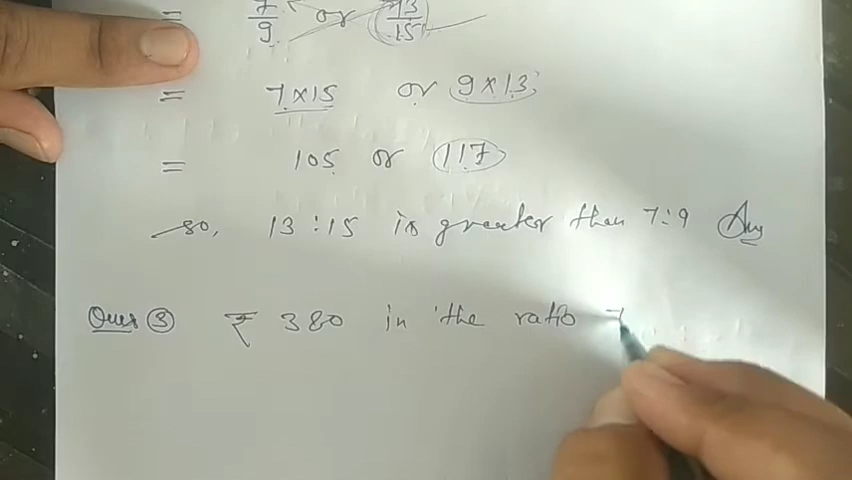 = 7/9 or 13/15
= 7×15 or 9×13
= 105 or 117
so, 13:15 is greater than 7:9 Ans
Ques ③ ₹ 380 in the ratio